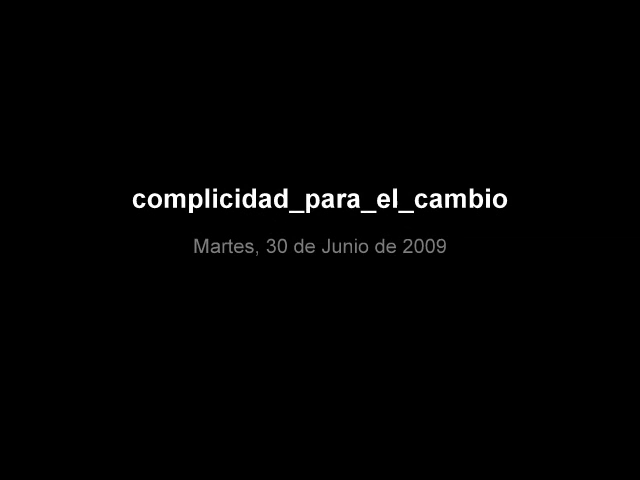 complicidad_para_el_cambio
Martes, 30 de Junio de 2009